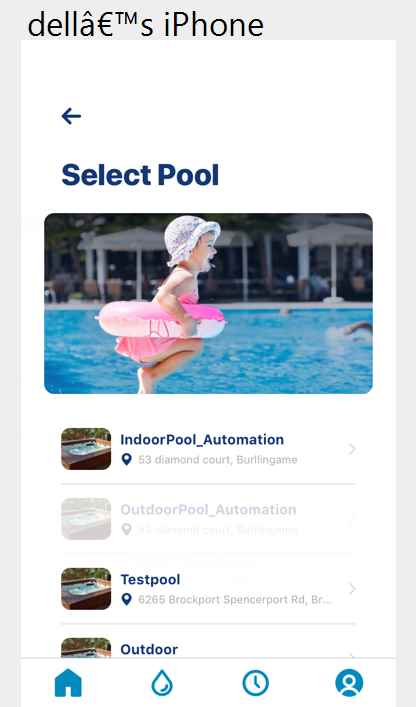 dellâ€™s iPhone
Select Pool
IndoorPool_Automation
53 diamond court, Burllingame
OutdoorPool_Automation
53 diamond court, Burllingame
Testpool
6265 Brockport Spencerport Rd, Br...
Outdoor